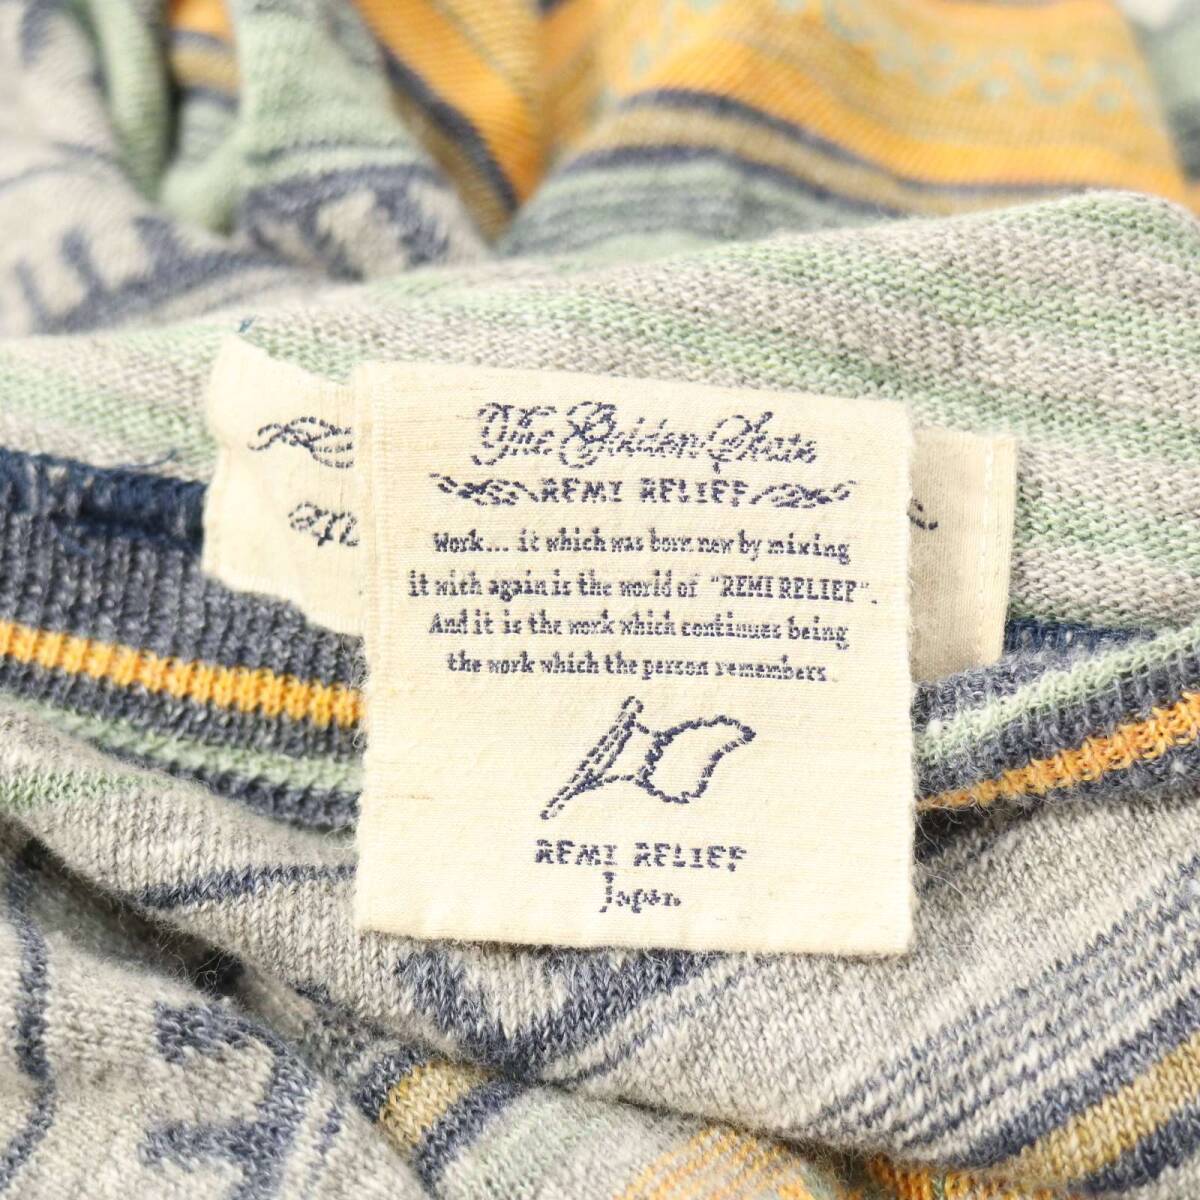 The Golden State
REMI RELIEF
Work... it which was born new by mixing
it with again is the world of "REMI RELIEF".
And it is the work which continues being
the work which the person remembers.
REMI RELIEF
Japan.